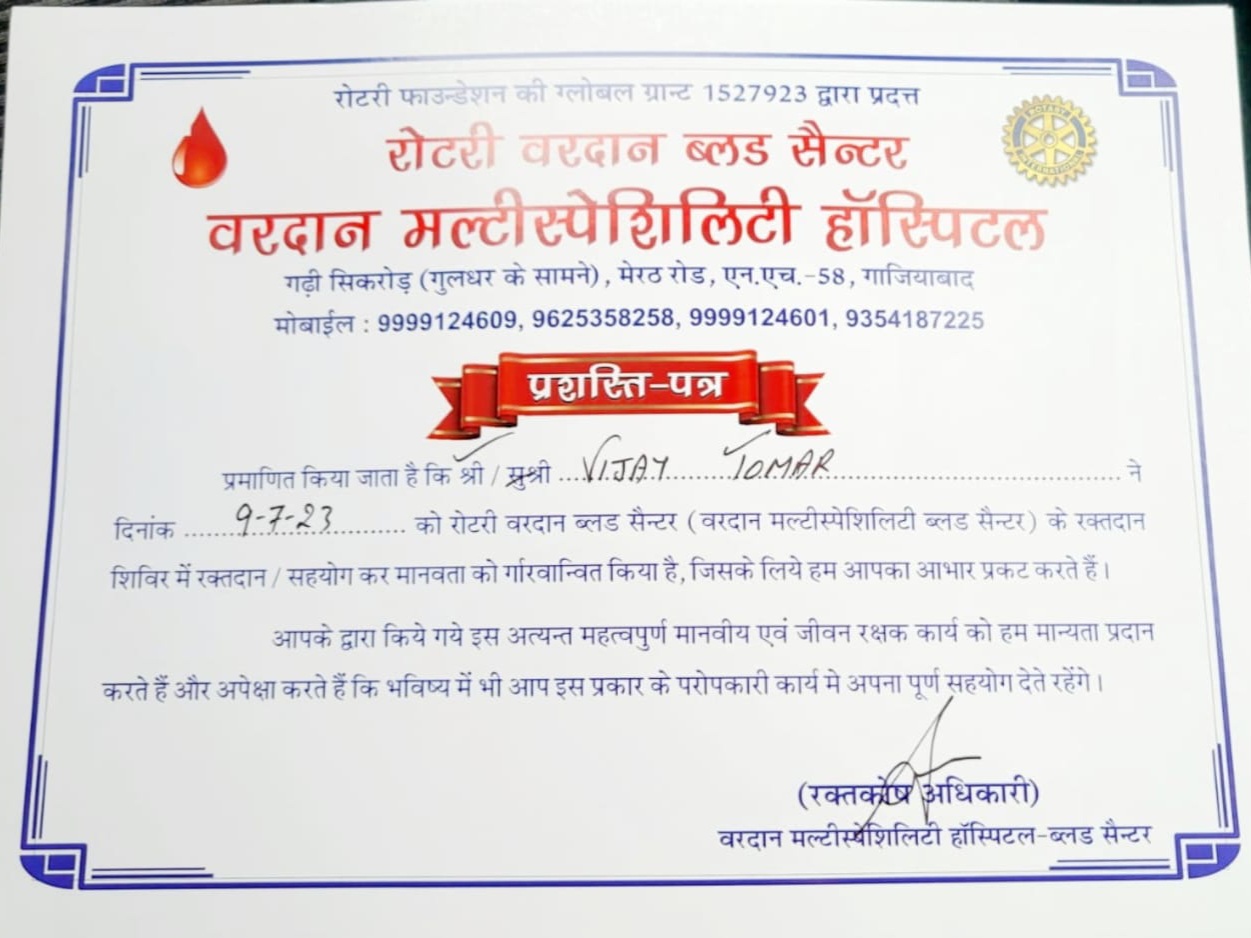 रोटरी फाउन्डेशन की ग्लोबल ग्रान्ट 1527923 द्वारा प्रदत्त
ROTARY INTERNATIONAL
रोटरी वरदान ब्लड सैन्टर
वरदान मल्टीस्पेशिलिटी हॉस्पिटल
गढ़ी सिकरोड़ (गुलधर के सामने), मेरठ रोड, एन.एच.-58, गाजियाबाद
मोबाईल : 9999124609, 9625358258, 9999124601, 9354187225
प्रशस्ति-पत्र
प्रमाणित किया जाता है कि श्री / सुश्री ....VIJAY TOMAR.... ने
दिनांक ....9-7-23.... को रोटरी वरदान ब्लड सैन्टर (वरदान मल्टीस्पेशिलिटी ब्लड सैन्टर) के रक्तदान
शिविर में रक्तदान / सहयोग कर मानवता को र्गारवान्वित किया है, जिसके लिये हम आपका आभार प्रकट करते हैं।
आपके द्वारा किये गये इस अत्यन्त महत्वपुर्ण मानवीय एवं जीवन रक्षक कार्य को हम मान्यता प्रदान
करते हैं और अपेक्षा करते हैं कि भविष्य में भी आप इस प्रकार के परोपकारी कार्य मे अपना पूर्ण सहयोग देते रहेंगे।
(रक्तकोष अधिकारी)
वरदान मल्टीस्पेशिलिटी हॉस्पिटल-ब्लड सैन्टर